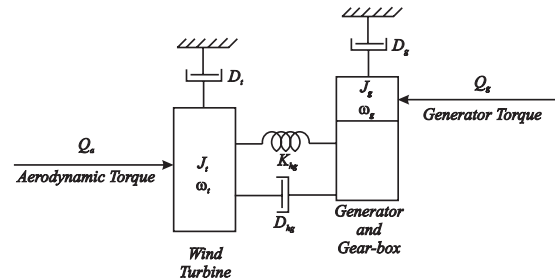 D_t
D_g
J_g
ω_g
Q_g
Generator Torque
Q_a
Aerodynamic Torque
J_t
ω_t
K_hg
D_hg
Generator
and
Gear-box
Wind
Turbine